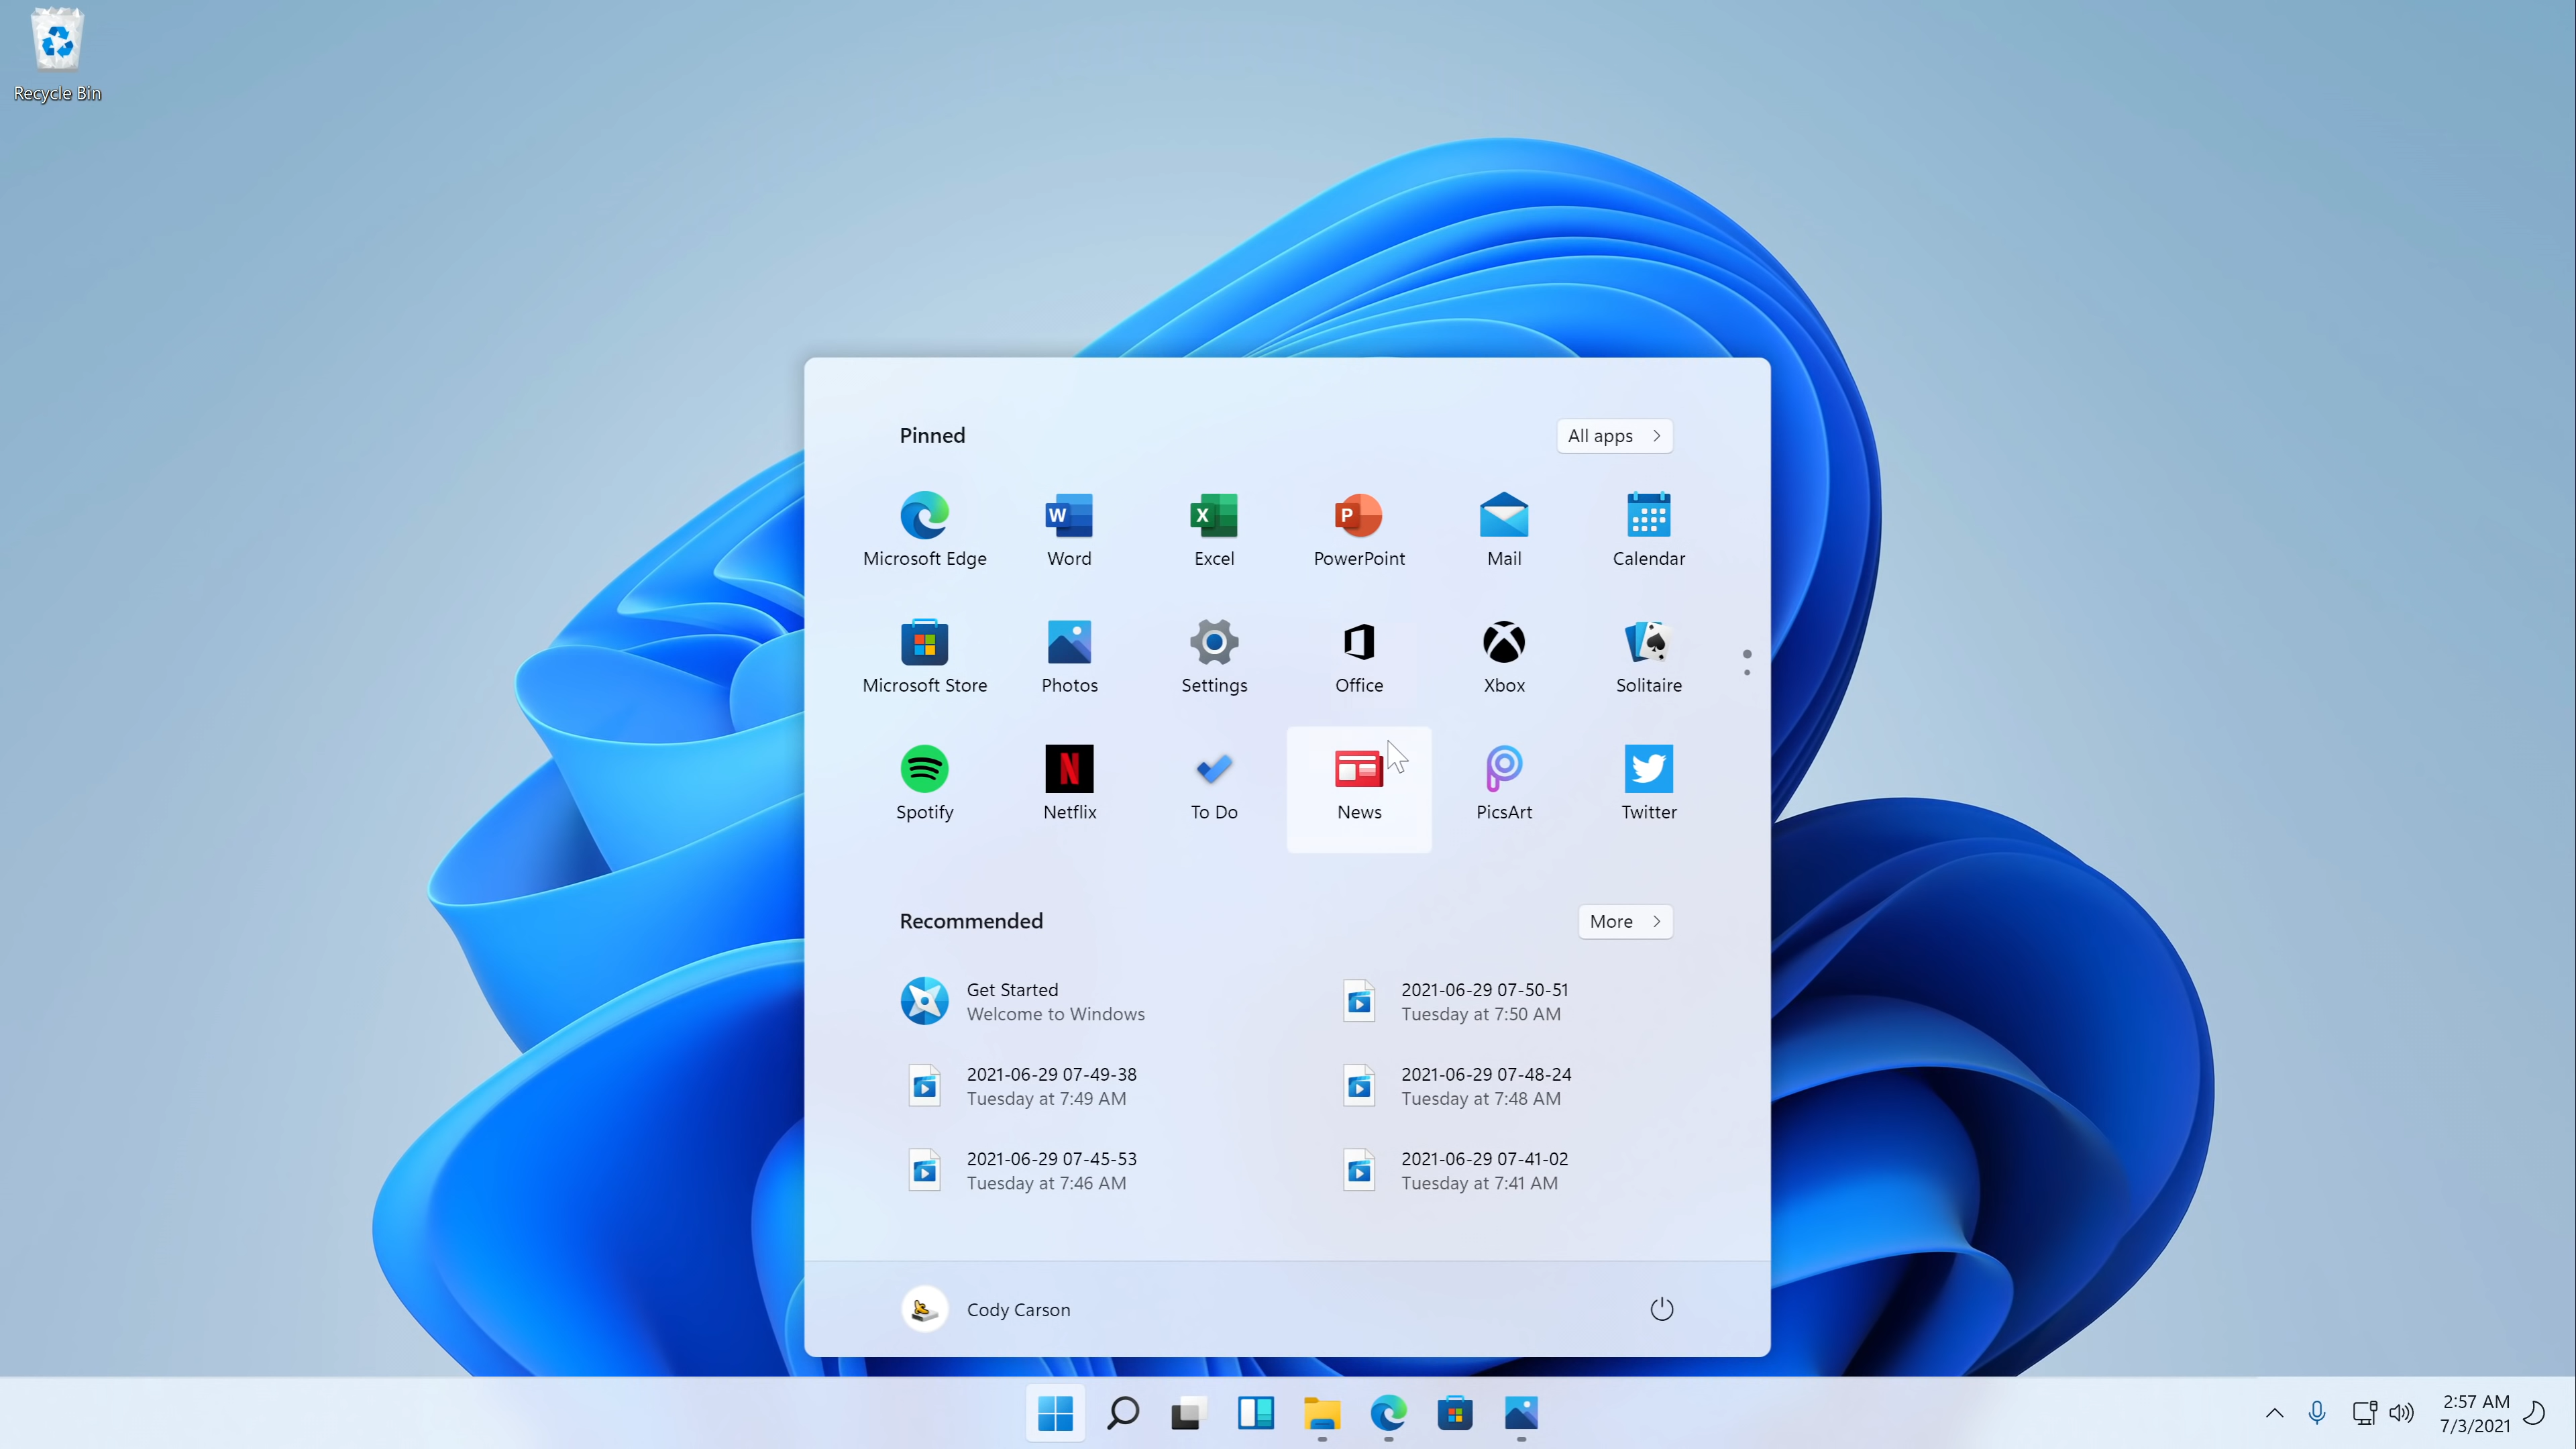 Recycle Bin
Pinned
All apps
Microsoft Edge
Word
Excel
PowerPoint
Mail
Calendar
Microsoft Store
Photos
Settings
Office
Xbox
Solitaire
Spotify
Netflix
To Do
News
PicsArt
Twitter
Recommended
More
Get Started
Welcome to Windows
2021-06-29 07-50-51
Tuesday at 7:50 AM
2021-06-29 07-49-38
Tuesday at 7:49 AM
2021-06-29 07-48-24
Tuesday at 7:48 AM
2021-06-29 07-45-53
Tuesday at 7:46 AM
2021-06-29 07-41-02
Tuesday at 7:41 AM
Cody Carson
2:57 AM
7/3/2021